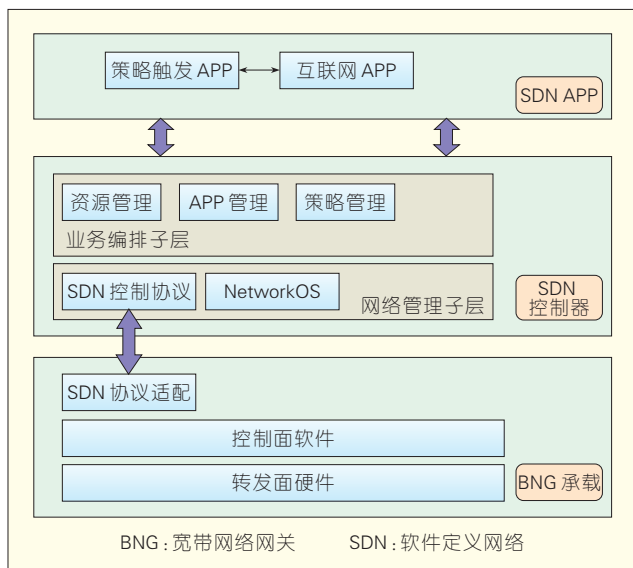 策略触发 APP
互联网 APP
SDN APP
资源管理
APP 管理
策略管理
业务编排子层
SDN 控制协议
NetworkOS
网络管理子层
SDN
控制器
SDN 协议适配
控制面软件
转发面硬件
BNG 承载
BNG : 宽带网络网关
SDN : 软件定义网络